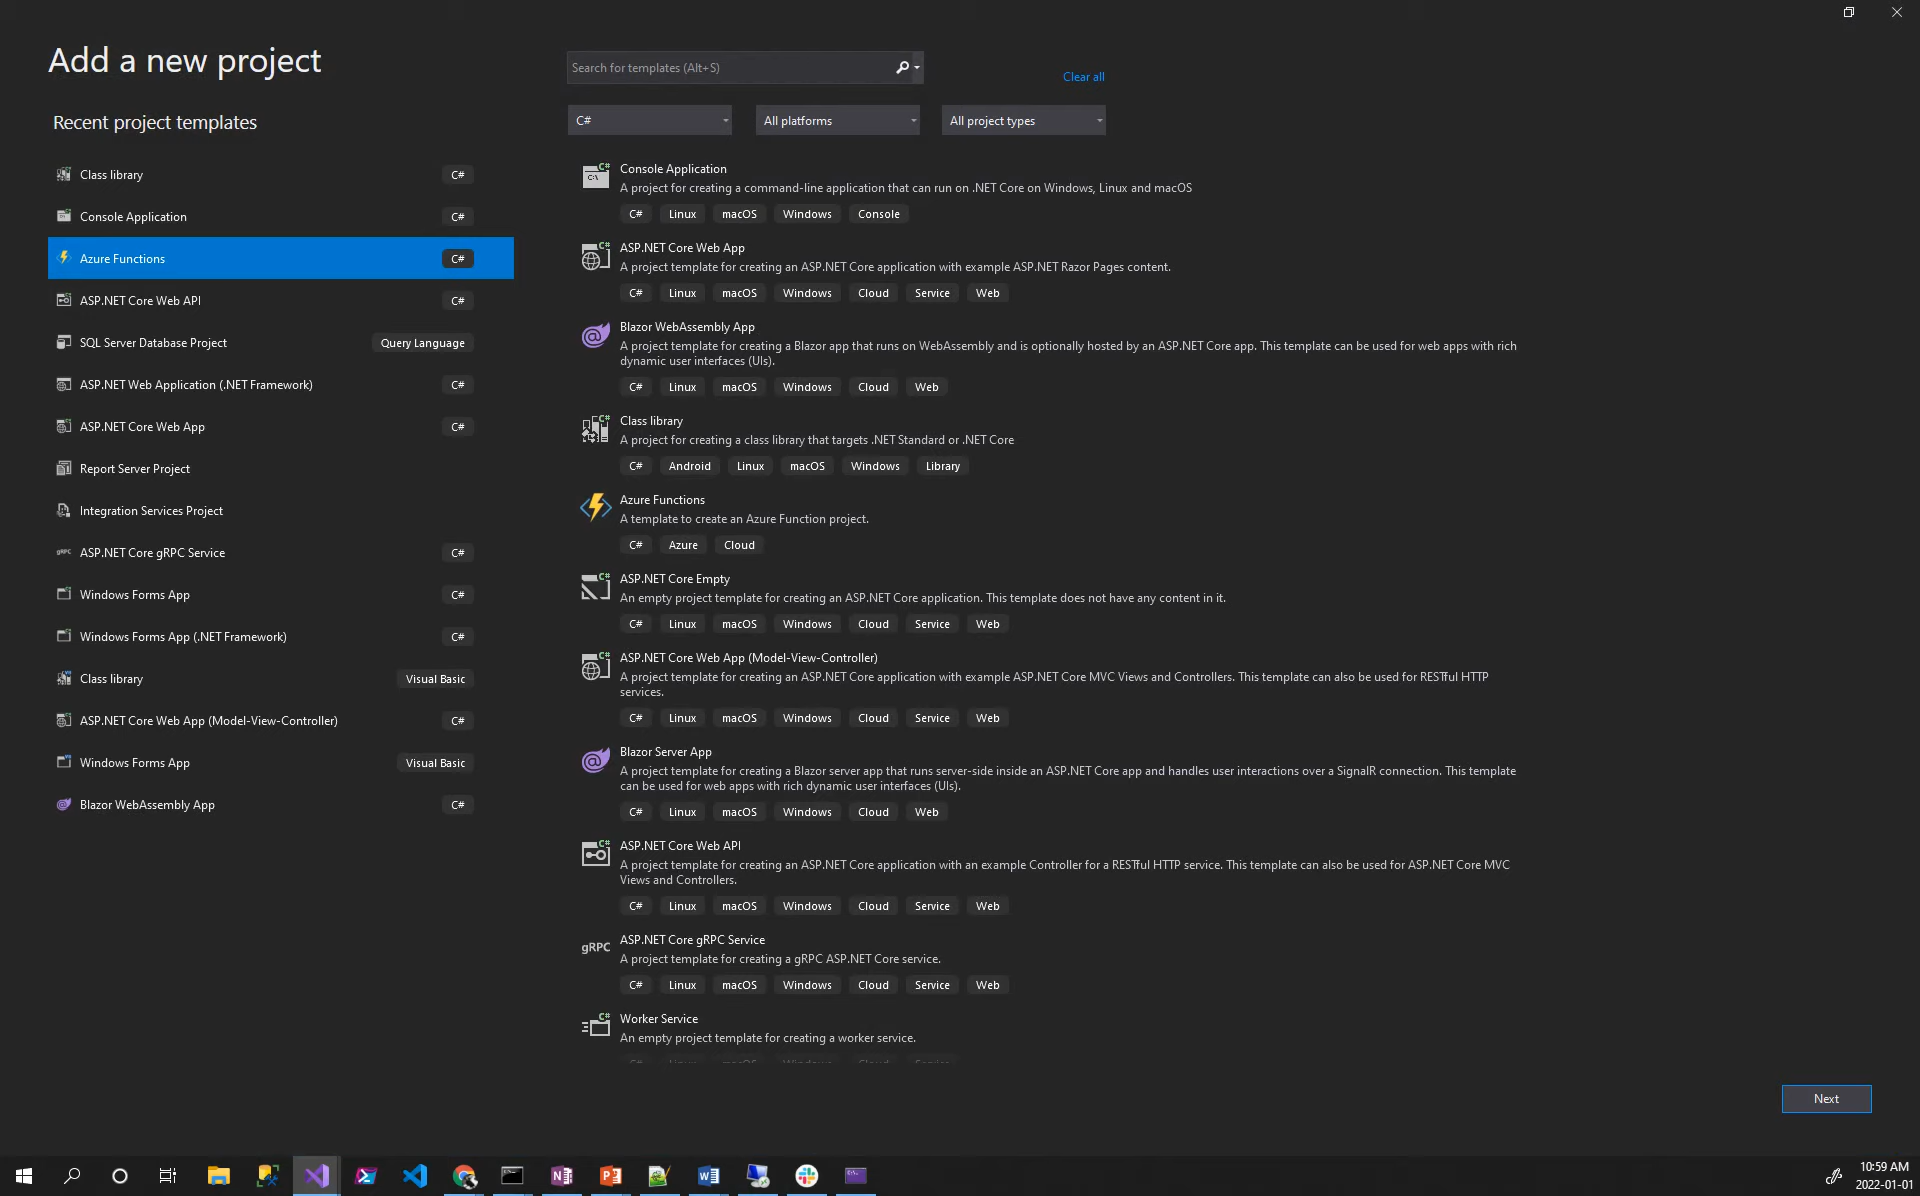 Add a new project
Recent project templates
Class library C#
Console Application C#
Azure Functions C#
ASP.NET Core Web API C#
SQL Server Database Project Query Language
ASP.NET Web Application (.NET Framework) C#
ASP.NET Core Web App C#
Report Server Project
Integration Services Project
gRPC ASP.NET Core gRPC Service C#
Windows Forms App C#
Windows Forms App (.NET Framework) C#
Class library Visual Basic
ASP.NET Core Web App (Model-View-Controller) C#
Windows Forms App Visual Basic
Blazor WebAssembly App C#
Search for templates (Alt+S)
Clear all
C# All platforms All project types
Console Application
A project for creating a command-line application that can run on .NET Core on Windows, Linux and macOS
C# Linux macOS Windows Console
ASP.NET Core Web App
A project template for creating an ASP.NET Core application with example ASP.NET Razor Pages content.
C# Linux macOS Windows Cloud Service Web
Blazor WebAssembly App
A project template for creating a Blazor app that runs on WebAssembly and is optionally hosted by an ASP.NET Core app. This template can be used for web apps with rich
dynamic user interfaces (UIs).
C# Linux macOS Windows Cloud Web
Class library
A project for creating a class library that targets .NET Standard or .NET Core
C# Android Linux macOS Windows Library
Azure Functions
A template to create an Azure Function project.
C# Azure Cloud
ASP.NET Core Empty
An empty project template for creating an ASP.NET Core application. This template does not have any content in it.
C# Linux macOS Windows Cloud Service Web
ASP.NET Core Web App (Model-View-Controller)
A project template for creating an ASP.NET Core application with example ASP.NET Core MVC Views and Controllers. This template can also be used for RESTful HTTP
services.
C# Linux macOS Windows Cloud Service Web
Blazor Server App
A project template for creating a Blazor server app that runs server-side inside an ASP.NET Core app and handles user interactions over a SignalR connection. This template
can be used for web apps with rich dynamic user interfaces (UIs).
C# Linux macOS Windows Cloud Web
ASP.NET Core Web API
A project template for creating an ASP.NET Core application with an example Controller for a RESTful HTTP service. This template can also be used for ASP.NET Core MVC
Views and Controllers.
C# Linux macOS Windows Cloud Service Web
gRPC ASP.NET Core gRPC Service
A project template for creating a gRPC ASP.NET Core service.
C# Linux macOS Windows Cloud Service Web
Worker Service
An empty project template for creating a worker service.
C# Linux macOS Windows Cloud Service
Next
10:59 AM
2022-01-01